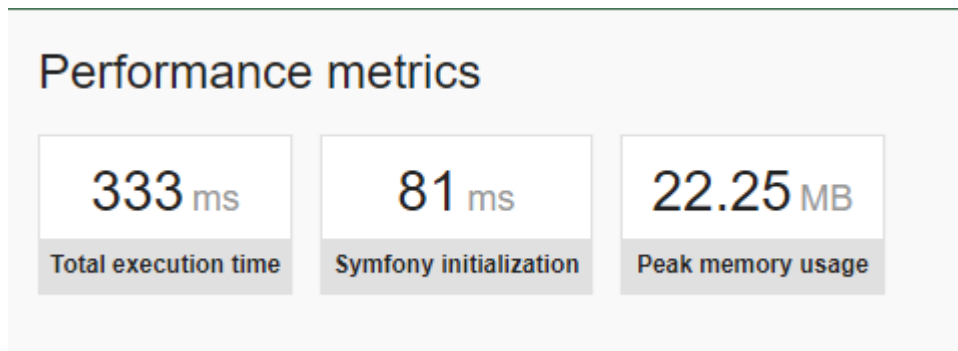 Performance metrics
333 ms
81 ms
22.25 MB
Total execution time
Symfony initialization
Peak memory usage